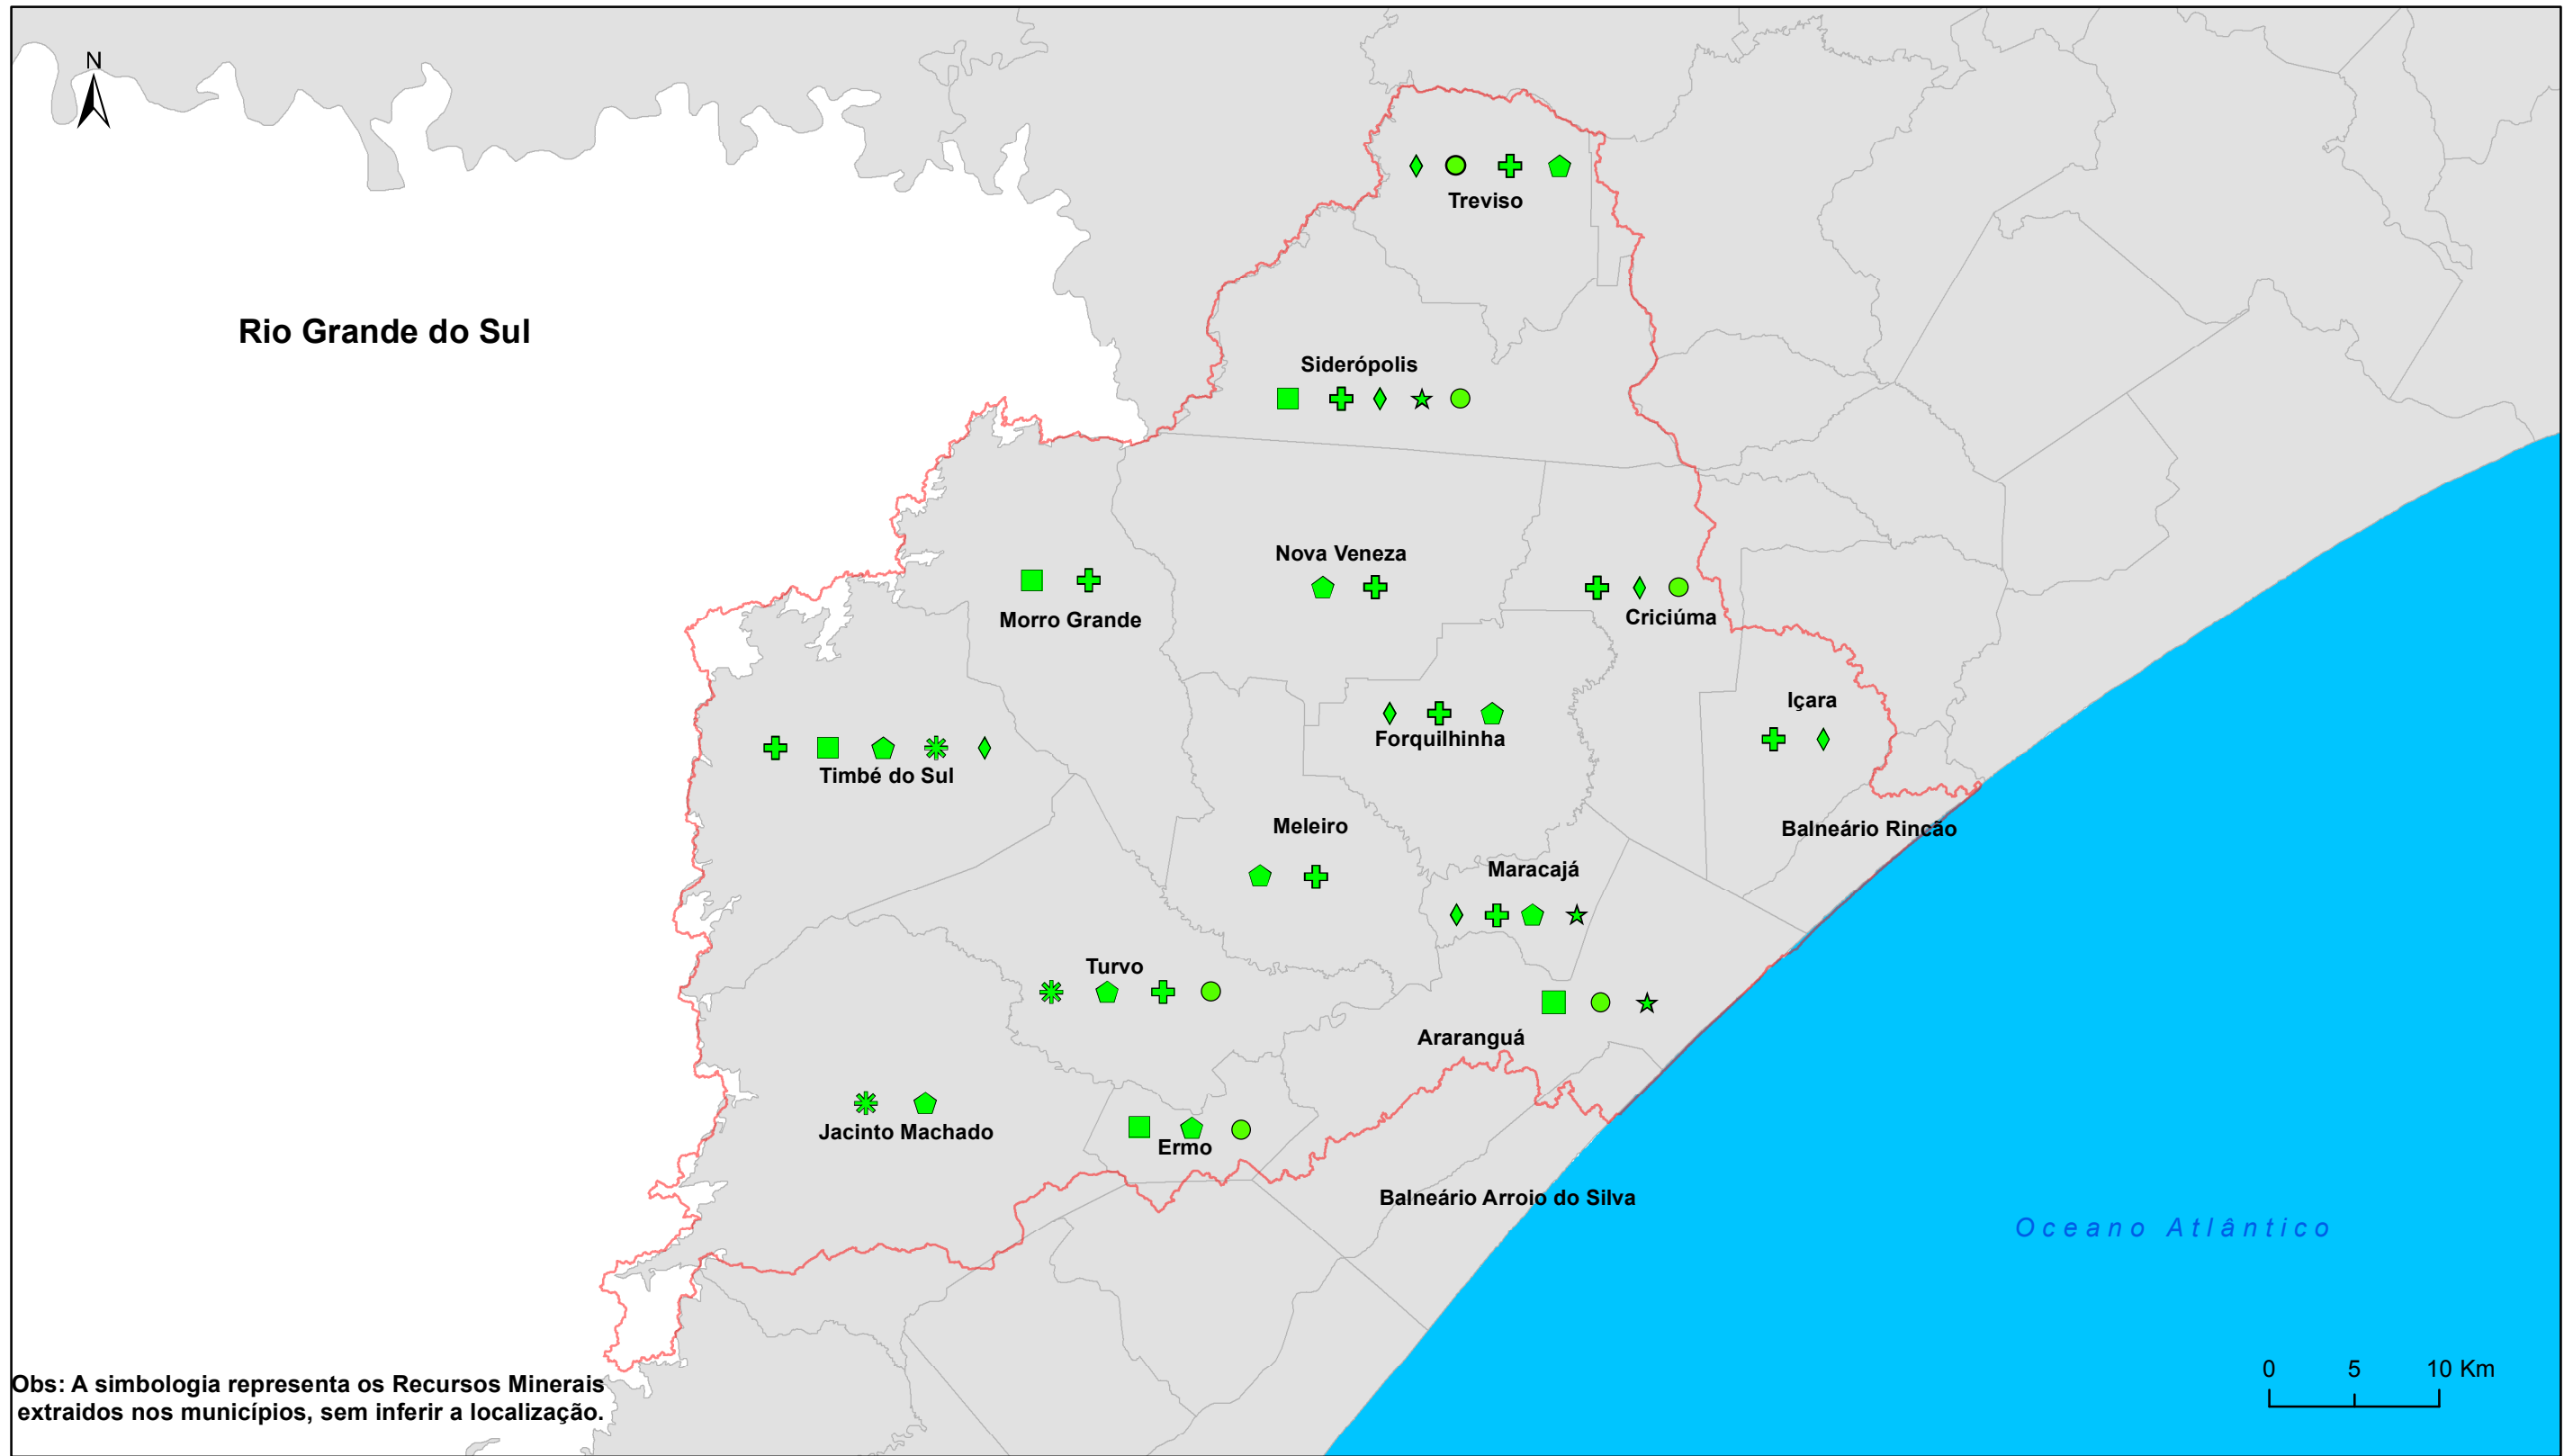 N
Treviso
Rio Grande do Sul
Siderópolis
Nova Veneza
Morro Grande
Criciúma
Içara
Forquilhinha
Timbé do Sul
Meleiro
Balneário Rincão
Maracajá
Turvo
Araranguá
Jacinto Machado
Ermo
Balneário Arroio do Silva
Oceano Atlântico
0 5 10 Km
Obs: A simbologia representa os Recursos Minerais
extraidos nos municípios, sem inferir a localização.